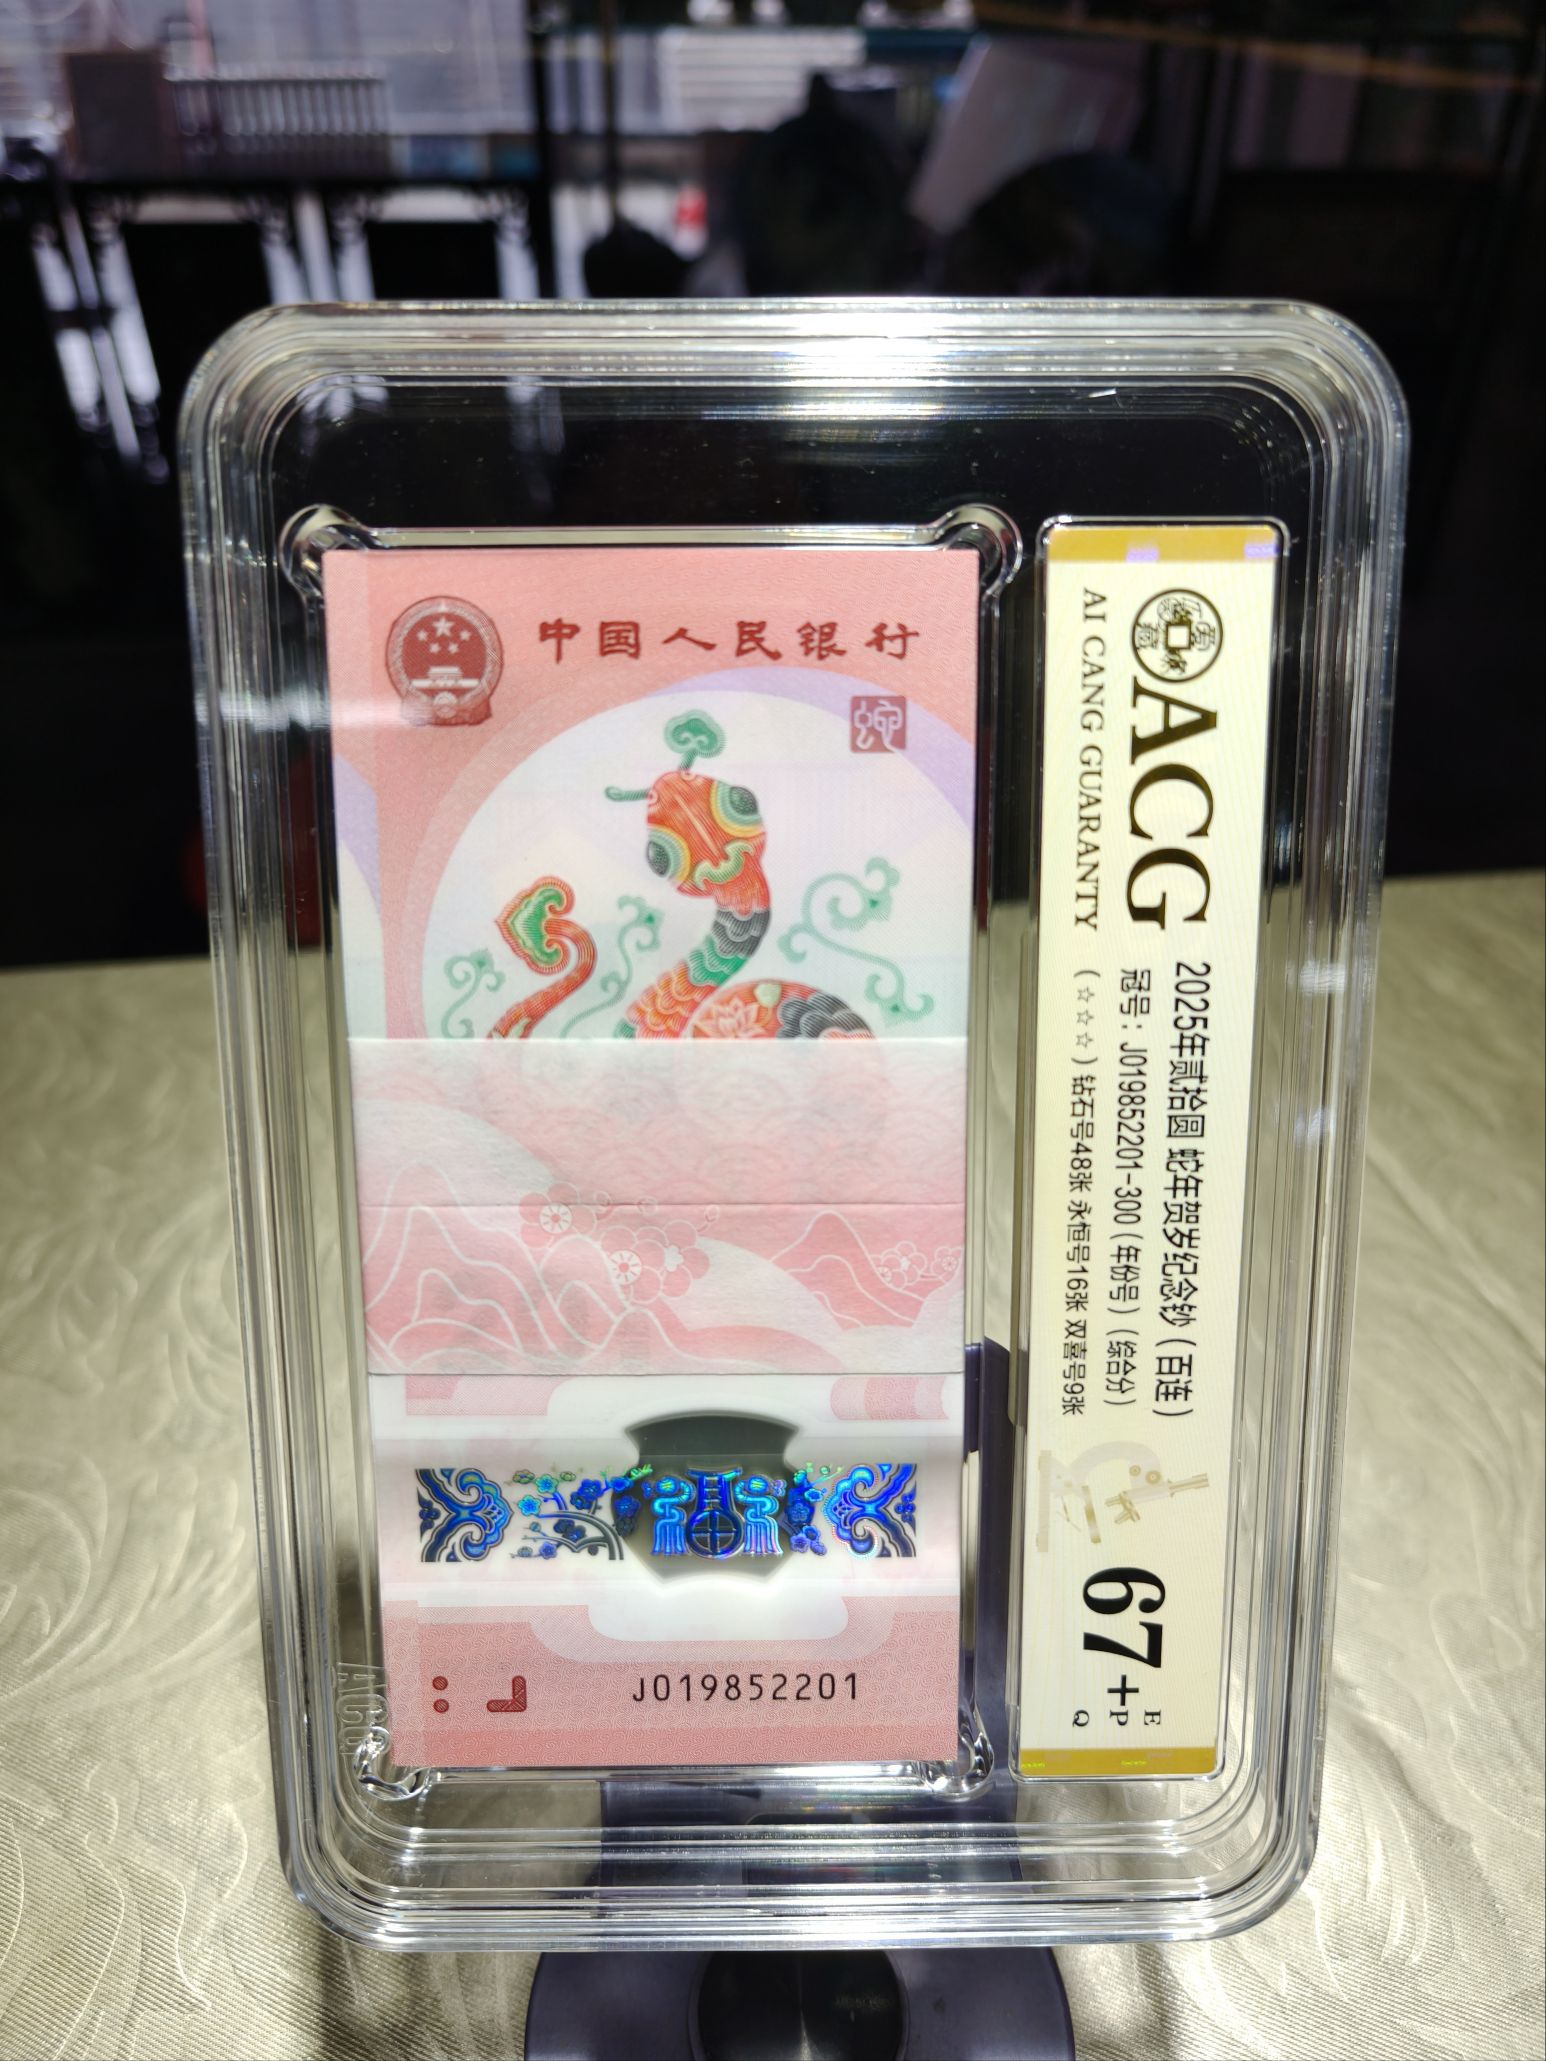 中国人民银行
蛇
J019852201
ACG
AI CANG GUARANTY
2025年贰拾圆 蛇年贺岁纪念钞（百连）
冠号：J019852201-300（年份号）（综合分）
（☆☆☆）钻石号48张 永恒号16张 双喜号9张
67+
E
P
Q